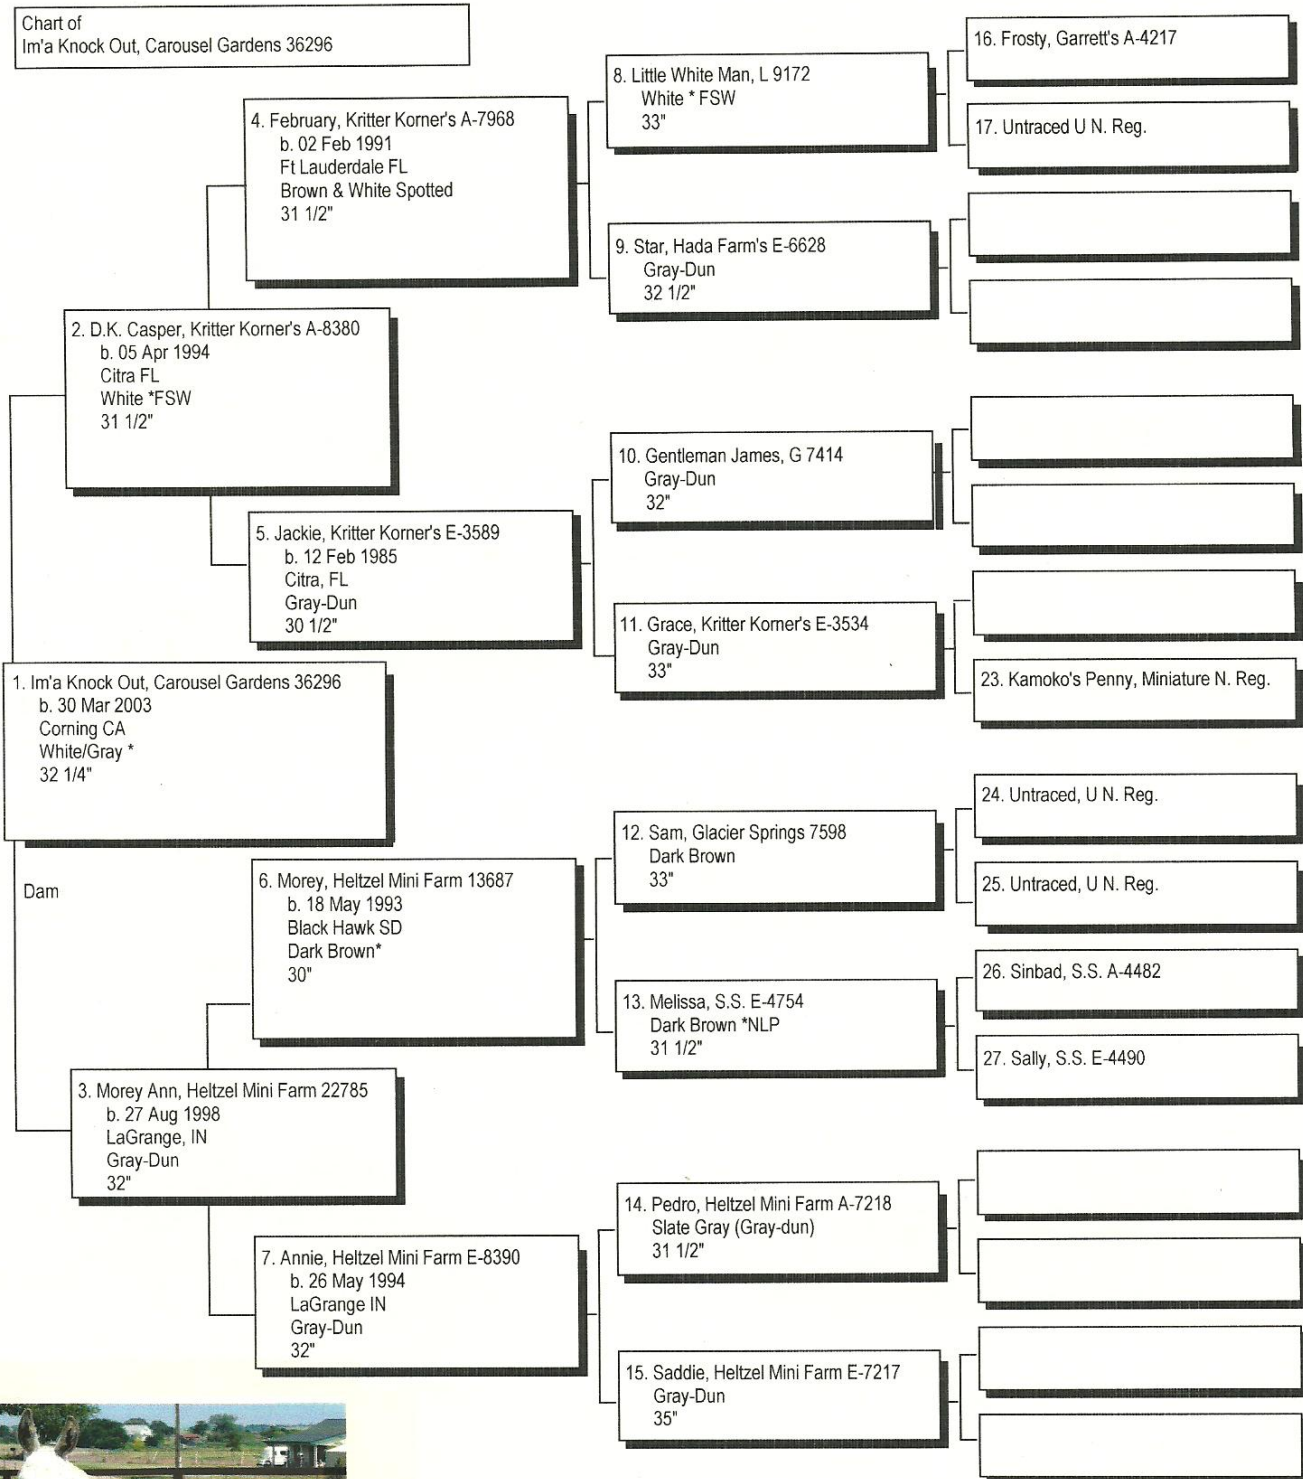 Chart of
Im'a Knock Out, Carousel Gardens 36296
16. Frosty, Garrett's A-4217
8. Little White Man, L 9172
White * FSW
33"
17. Untraced U N. Reg.
4. February, Kritter Korner's A-7968
b. 02 Feb 1991
Ft Lauderdale FL
Brown & White Spotted
31 1/2"
9. Star, Hada Farm's E-6628
Gray-Dun
32 1/2"
2. D.K. Casper, Kritter Korner's A-8380
b. 05 Apr 1994
Citra FL
White *FSW
31 1/2"
10. Gentleman James, G 7414
Gray-Dun
32"
5. Jackie, Kritter Korner's E-3589
b. 12 Feb 1985
Citra, FL
Gray-Dun
30 1/2"
11. Grace, Kritter Korner's E-3534
Gray-Dun
33"
23. Kamoko's Penny, Miniature N. Reg.
1. Im'a Knock Out, Carousel Gardens 36296
b. 30 Mar 2003
Corning CA
White/Gray *
32 1/4"
24. Untraced, U N. Reg.
12. Sam, Glacier Springs 7598
Dark Brown
33"
25. Untraced, U N. Reg.
Dam
6. Morey, Heltzel Mini Farm 13687
b. 18 May 1993
Black Hawk SD
Dark Brown*
30"
26. Sinbad, S.S. A-4482
13. Melissa, S.S. E-4754
Dark Brown *NLP
31 1/2"
27. Sally, S.S. E-4490
3. Morey Ann, Heltzel Mini Farm 22785
b. 27 Aug 1998
LaGrange, IN
Gray-Dun
32"
14. Pedro, Heltzel Mini Farm A-7218
Slate Gray (Gray-dun)
31 1/2"
7. Annie, Heltzel Mini Farm E-8390
b. 26 May 1994
LaGrange IN
Gray-Dun
32"
15. Saddie, Heltzel Mini Farm E-7217
Gray-Dun
35"